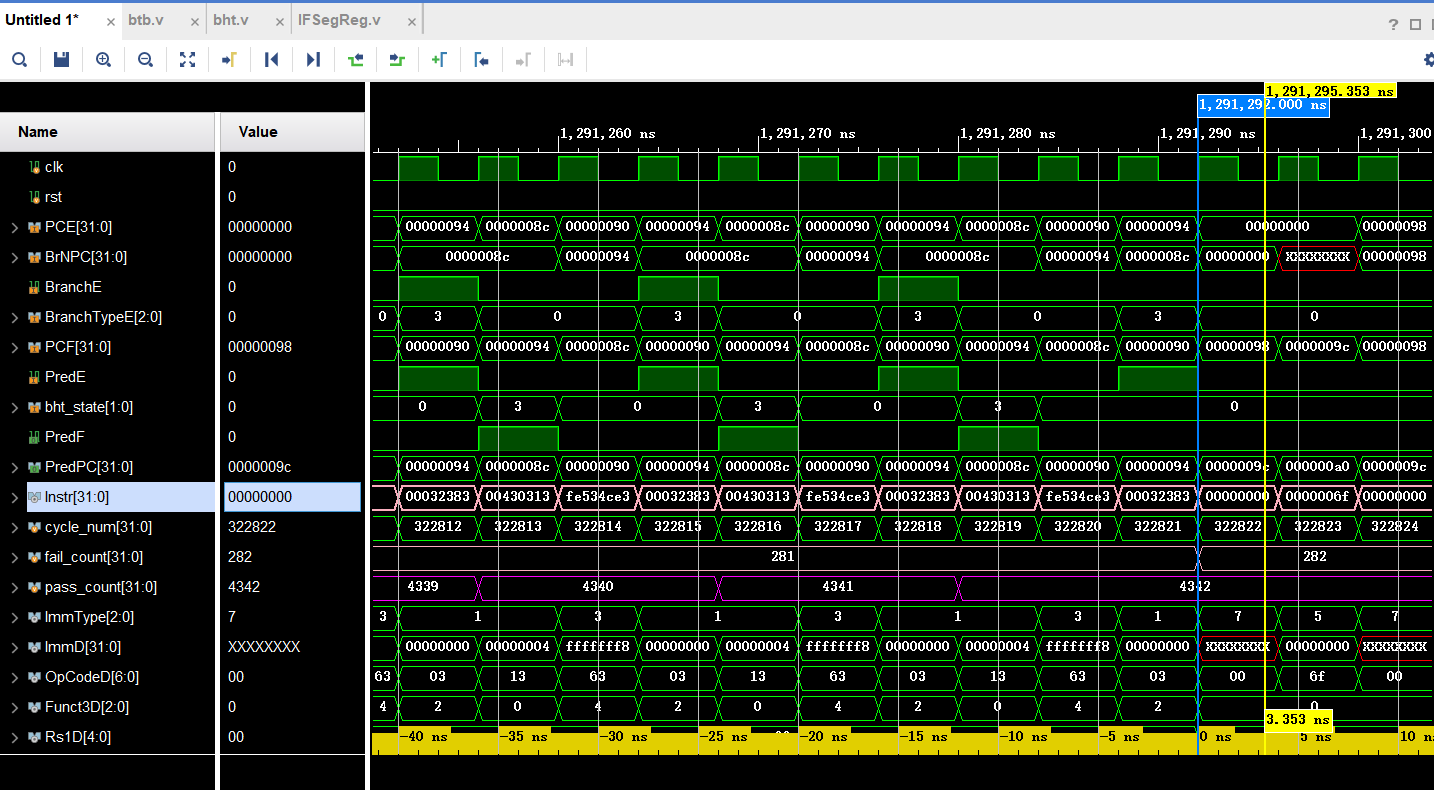 Untitled 1* × btb.v × bht.v × IFSegReg.v ×
?
1,291,295.353 ns
1,291,292.000 ns
Name Value
1,291,260 ns 1,291,270 ns 1,291,280 ns 1,291,290 ns 1,291,300
clk 0
rst 0
PCE[31:0] 00000000 00000094 0000008c 00000090 00000094 0000008c 00000090 00000094 0000008c 00000090 00000094 00000000 00000098
BrNPC[31:0] 00000000 0000008c 00000094 0000008c 00000094 0000008c 00000094 0000008c 00000000 XXXXXXXX 00000098
BranchE 0
BranchTypeE[2:0] 0 0 3 0 3 0 3 0 3 0
PCF[31:0] 00000098 00000090 00000094 0000008c 00000090 00000094 0000008c 00000090 00000094 0000008c 00000090 00000098 0000009c 00000098
PredE 0
bht_state[1:0] 0 0 3 0 3 0 3 0
PredF 0
PredPC[31:0] 0000009c 00000094 0000008c 00000090 00000094 0000008c 00000090 00000094 0000008c 00000090 00000094 0000009c 000000a0 0000009c
Instr[31:0] 00000000 00032383 00430313 fe534ce3 00032383 00430313 fe534ce3 00032383 00430313 fe534ce3 00032383 00000000 0000006f 00000000
cycle_num[31:0] 322822 322812 322813 322814 322815 322816 322817 322818 322819 322820 322821 322822 322823 322824
fail_count[31:0] 282 281 282
pass_count[31:0] 4342 4339 4340 4341 4342
ImmType[2:0] 7 3 1 3 1 3 1 3 1 7 5 7
ImmD[31:0] XXXXXXXX 00000000 00000004 fffffff8 00000000 00000004 fffffff8 00000000 00000004 fffffff8 00000000 XXXXXXXX 00000000 XXXXXXXX
OpCodeD[6:0] 00 63 03 13 63 03 13 63 03 13 63 03 00 6f 00
Funct3D[2:0] 0 4 2 0 4 2 0 4 2 0 4 2 0
3.353 ns
Rs1D[4:0] 00 -40 ns -35 ns -30 ns -25 ns -20 ns -15 ns -10 ns -5 ns 0 ns 5 ns 10 ns